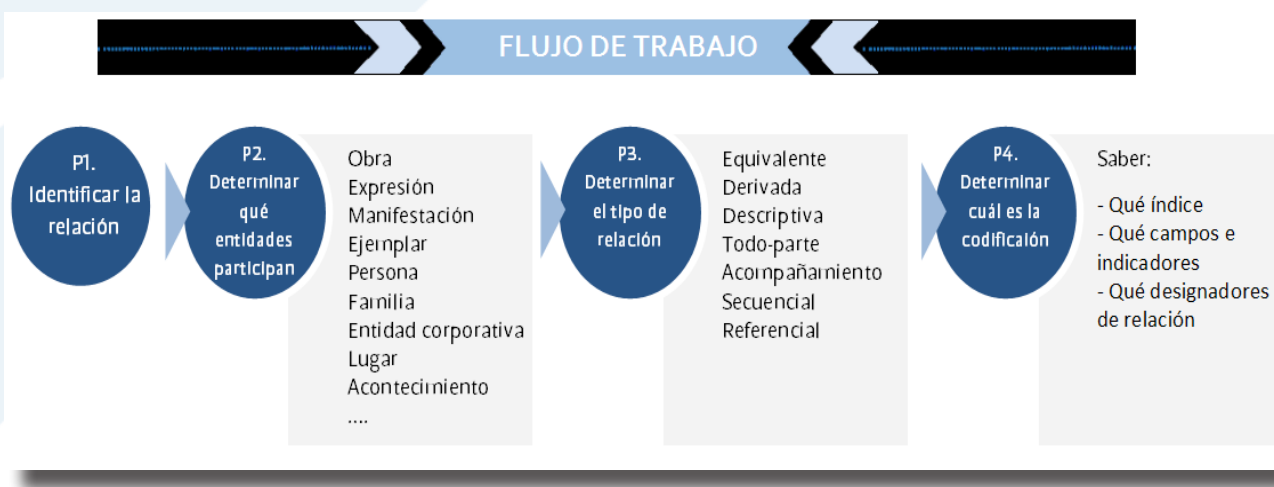 FLUJO DE TRABAJO
P1.
Identificar la
relación
P2.
Determinar
qué
entidades
participan
Obra
Expresión
Manifestación
Ejemplar
Persona
Familia
Entidad corporativa
Lugar
Acontecimiento
....
P3.
Determinar
el tipo de
relación
Equivalente
Derivada
Descriptiva
Todo-parte
Acompañamiento
Secuencial
Referencial
P4.
Determinar
cuál es la
codificaión
Saber:
- Qué índice
- Qué campos e
indicadores
- Qué designadores
de relación